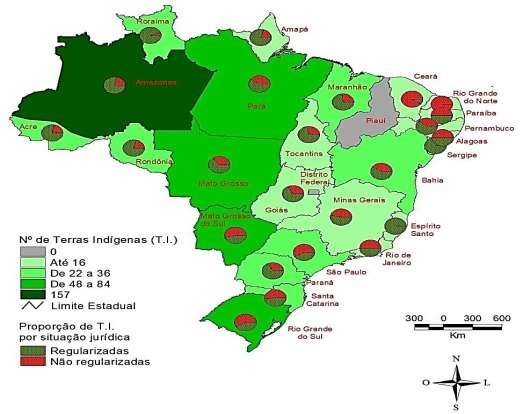 Roraima
Amapá
Amazonas
Pará
Maranhão
Ceará
Rio Grande
do Norte
Paraíba
Piauí
Pernambuco
Alagoas
Sergipe
Acre
Rondônia
Tocantins
Mato Grosso
Distrito
Federal
Bahia
Goiás
Minas Gerais
Mato Grosso
do Sul
Espírito
Santo
Rio de
Janeiro
São Paulo
Paraná
Santa
Catarina
Rio Grande
do Sul
Nº de Terras Indígenas (T.I.)
0
Até 16
De 22 a 36
De 48 a 84
157
Limite Estadual
Proporção de T.I.
por situação jurídica
Regularizadas
Não regularizadas
300 0 300 600
Km
N
O L
S